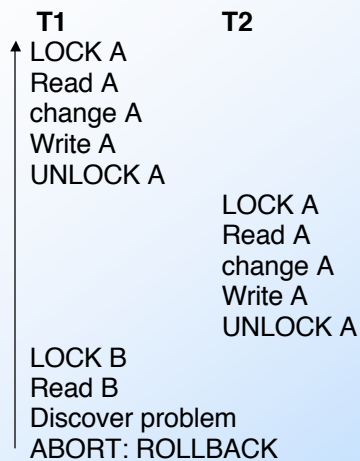 T1 T2
LOCK A
Read A
change A
Write A
UNLOCK A
LOCK A
Read A
change A
Write A
UNLOCK A
LOCK B
Read B
Discover problem
ABORT: ROLLBACK